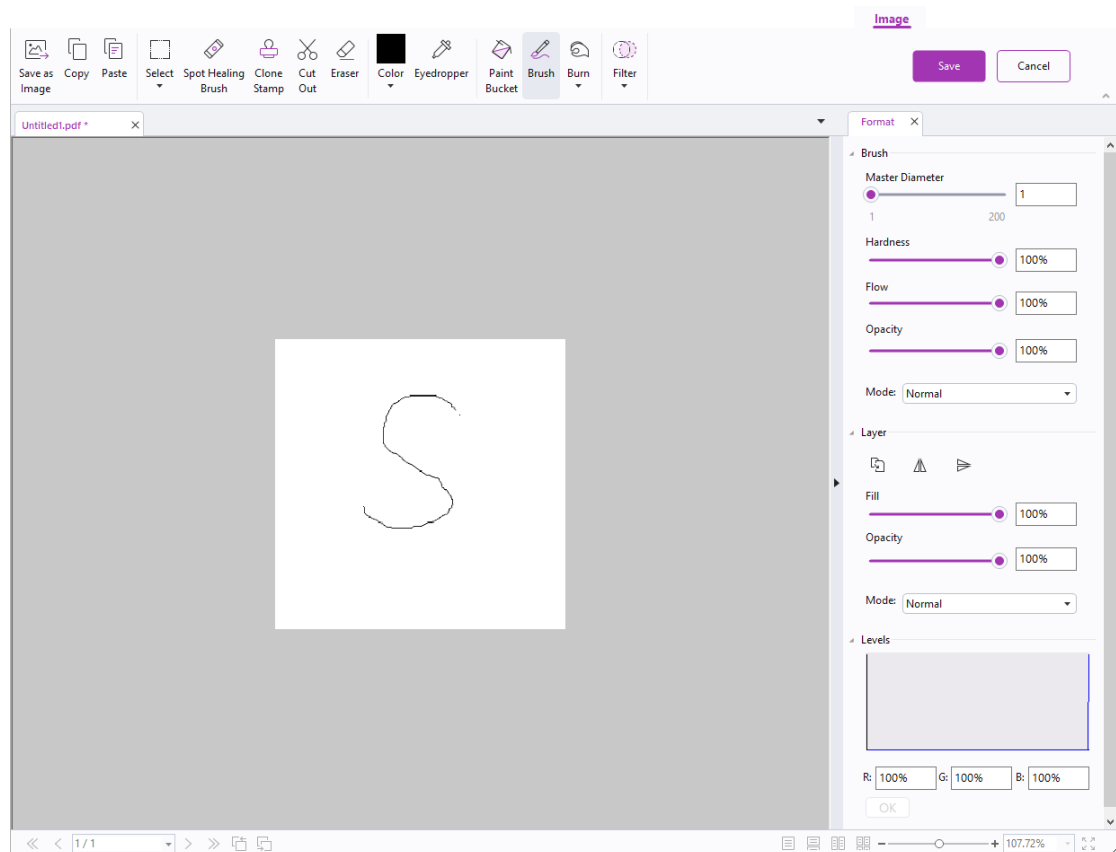 Image
Save as Image
Copy
Paste
Select
Spot Healing Brush
Clone Stamp
Cut Out
Eraser
Color
Eyedropper
Paint Bucket
Brush
Burn
Filter
Save
Cancel
Untitled1.pdf *
Format
Brush
Master Diameter
1
1 200
Hardness
100%
Flow
100%
Opacity
100%
Mode: Normal
S
Layer
Fill
100%
Opacity
100%
Mode: Normal
Levels
R: 100% G: 100% B: 100%
OK
1 / 1
107.72%